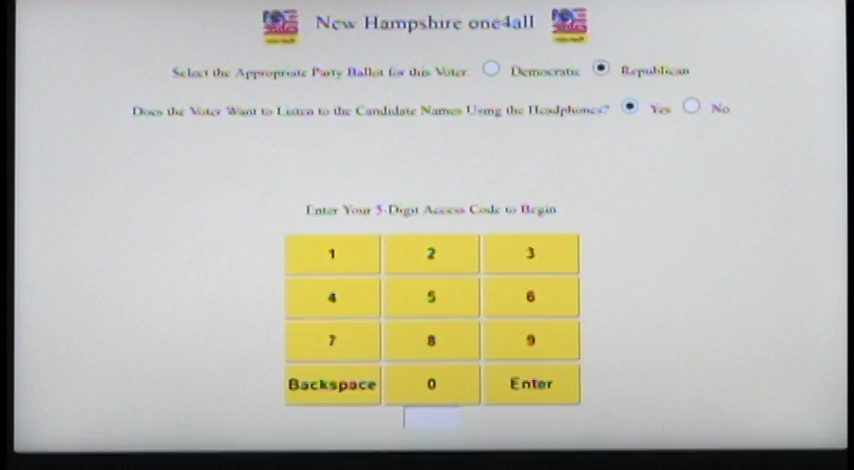 New Hampshire one4all
Select the Appropriate Party Ballot for this Voter Democratic Republican
Does the Voter Want to Listen to the Candidate Names Using the Headphones? Yes No
Enter Your 5-Digit Access Code to Begin
1 2 3
4 5 6
7 8 9
Backspace 0 Enter